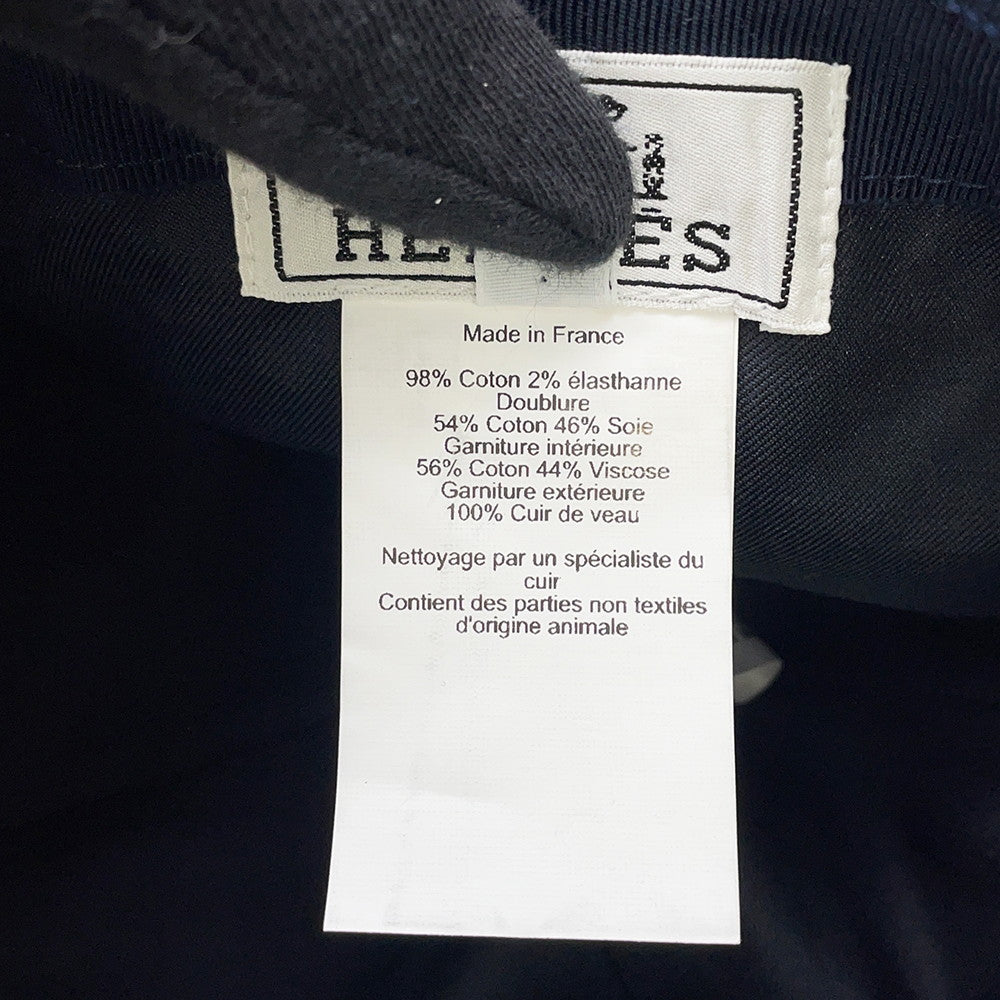 Made in France
98% Coton 2% élasthanne
Doublure
54% Coton 46% Soie
Garniture intérieure
56% Coton 44% Viscose
Garniture extérieure
100% Cuir de veau
Nettoyage par un spécialiste du
cuir
Contient des parties non textiles
d'origine animale